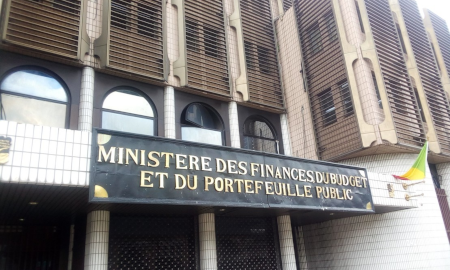 MINISTERE DES FINANCES, DU BUDGET
ET DU PORTEFEUILLE PUBLIC